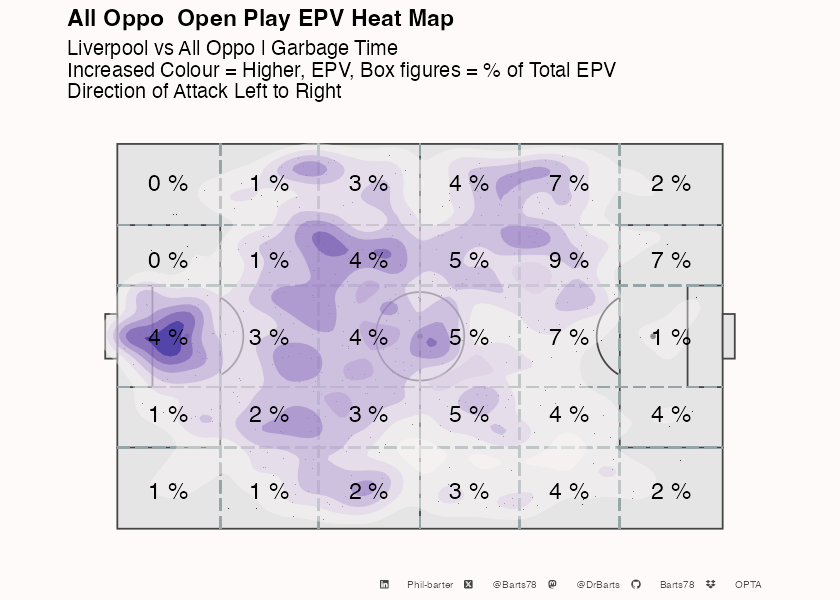 All Oppo  Open Play EPV Heat Map
Liverpool vs All Oppo | Garbage Time
Increased Colour = Higher, EPV, Box figures = % of Total EPV
Direction of Attack Left to Right
0 % 1 % 3 % 4 % 7 % 2 %
0 % 1 % 4 % 5 % 9 % 7 %
4 % 3 % 4 % 5 % 7 % 1 %
1 % 2 % 3 % 5 % 4 % 4 %
1 % 1 % 2 % 3 % 4 % 2 %
Phil-barter @Barts78 @DrBarts Barts78 OPTA